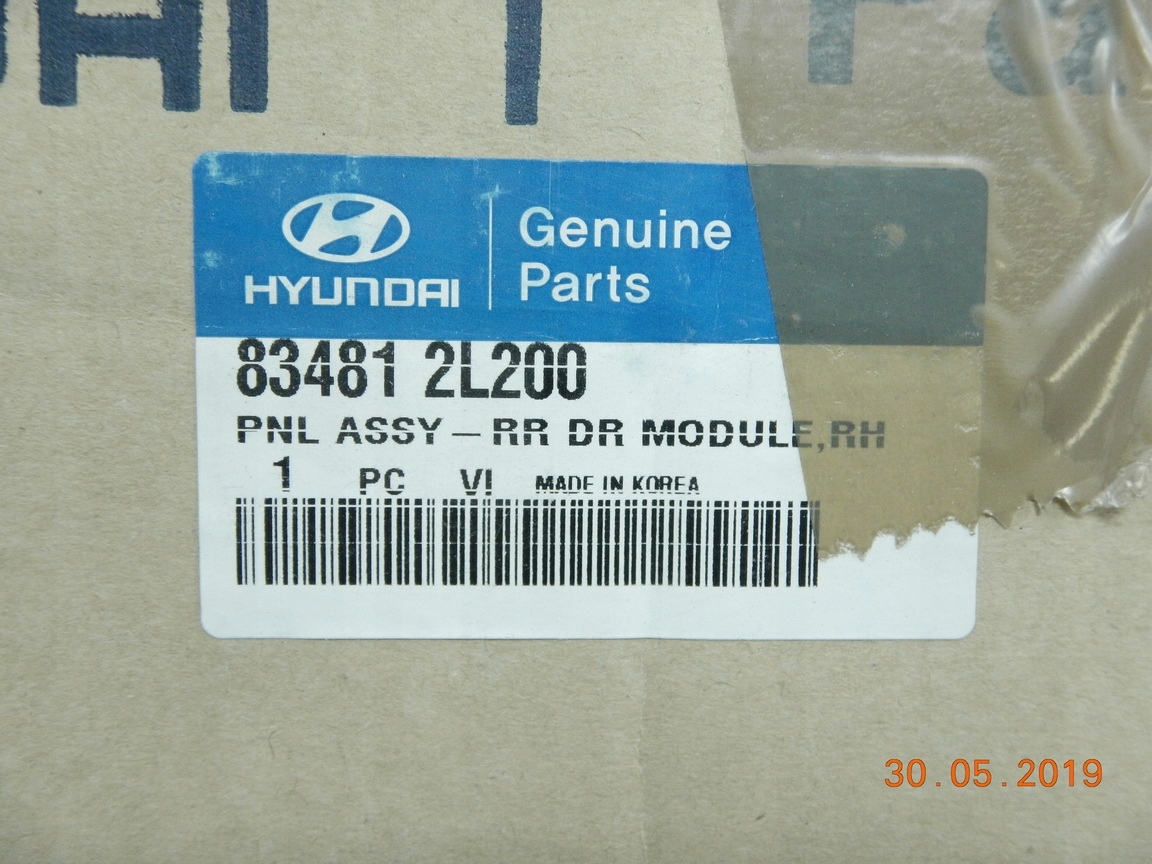 HYUNDAI
Genuine
Parts
83481 2L200
PNL ASSY-RR DR MODULE,RH
1 PC VI MADE IN KOREA
30.05.2019